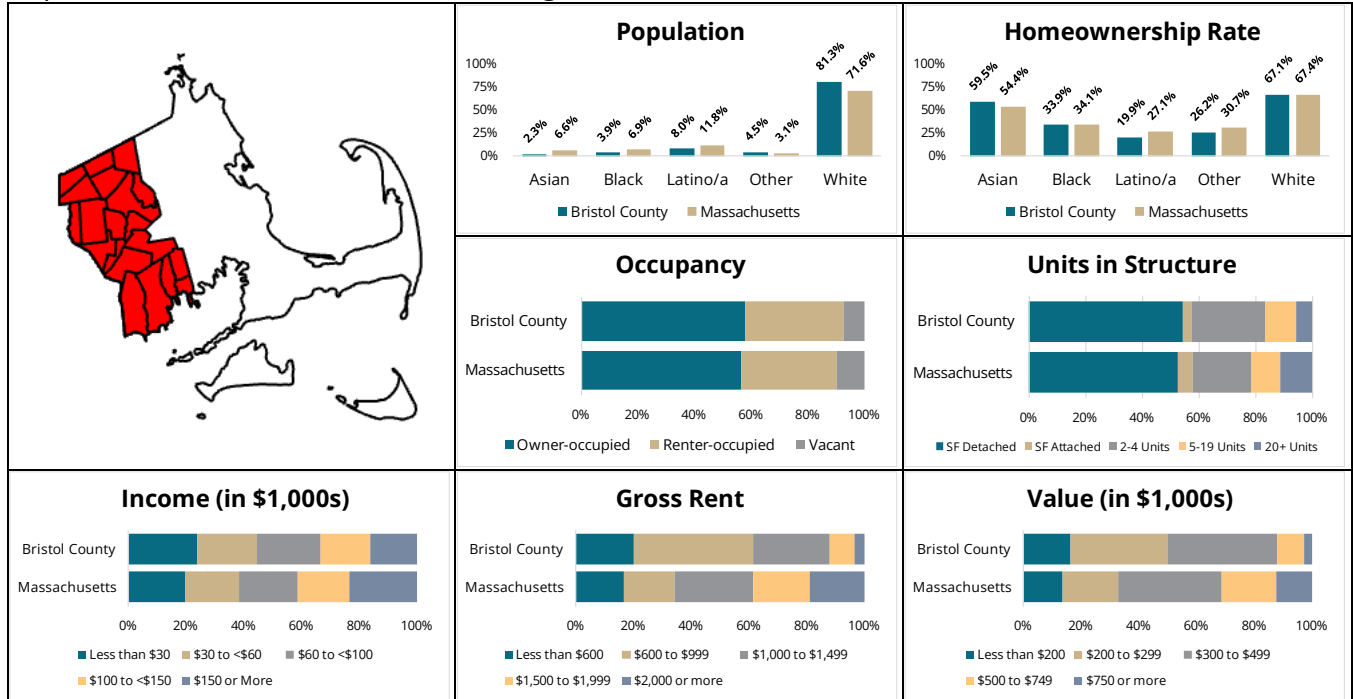 Population
100%
75%
50%
25%
0%
2.3%
6.6%
3.9%
6.9%
8.0%
11.8%
4.5%
3.1%
81.3%
71.6%
Asian Black Latino/a Other White
Bristol County Massachusetts
Homeownership Rate
100%
75%
50%
25%
0%
59.5%
54.4%
33.9%
34.1%
19.9%
27.1%
26.2%
30.7%
67.1%
67.4%
Asian Black Latino/a Other White
Bristol County Massachusetts
Occupancy
Bristol County
Massachusetts
0% 20% 40% 60% 80% 100%
Owner-occupied Renter-occupied Vacant
Units in Structure
Bristol County
Massachusetts
0% 20% 40% 60% 80% 100%
SF Detached SF Attached 2-4 Units 5-19 Units 20+ Units
Income (in $1,000s)
Bristol County
Massachusetts
0% 20% 40% 60% 80% 100%
Less than $30 $30 to <$60 $60 to <$100
$100 to <$150 $150 or More
Gross Rent
Bristol County
Massachusetts
0% 20% 40% 60% 80% 100%
Less than $600 $600 to $999 $1,000 to $1,499
$1,500 to $1,999 $2,000 or more
Value (in $1,000s)
Bristol County
Massachusetts
0% 20% 40% 60% 80% 100%
Less than $200 $200 to $299 $300 to $499
$500 to $749 $750 or more